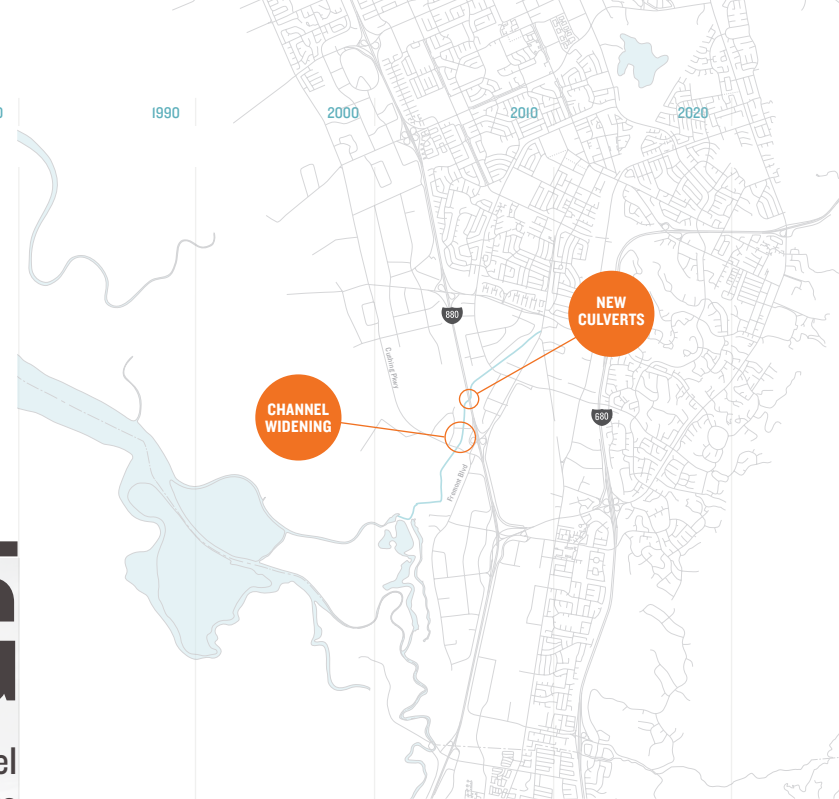 1990
2000
2010
2020
NEW
CULVERTS
880
Cushing Pkwy
CHANNEL
WIDENING
680
Fremont Blvd
el